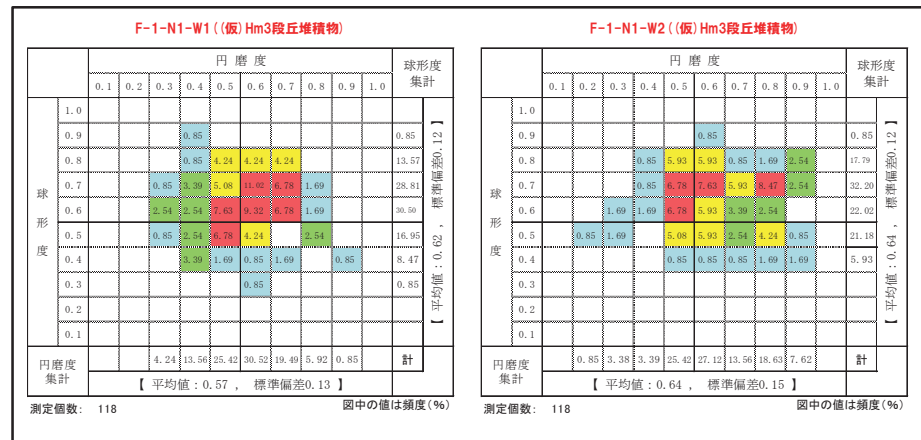 F-1-N1-W1((仮)Hm3段丘堆積物)
円磨度
球形度集計
0.1 0.2 0.3 0.4 0.5 0.6 0.7 0.8 0.9 1.0
球形度
1.0
0.9 0.85 0.85
0.8 0.85 4.24 4.24 4.24 13.57
0.7 0.85 3.39 5.08 11.02 6.78 1.69 28.81
0.6 2.54 2.54 7.63 9.32 6.78 1.69 30.50
0.5 0.85 2.54 6.78 4.24 2.54 16.95
0.4 3.39 1.69 0.85 1.69 0.85 8.47
0.3 0.85 0.85
0.2
0.1
【 平均値:0.62 , 標準偏差0.12 】
円磨度集計 4.24 13.56 25.42 30.52 19.49 5.92 0.85 計
【 平均値:0.57 , 標準偏差0.13 】
測定個数: 118
図中の値は頻度(%)
F-1-N1-W2((仮)Hm3段丘堆積物)
円磨度
球形度集計
0.1 0.2 0.3 0.4 0.5 0.6 0.7 0.8 0.9 1.0
球形度
1.0
0.9 0.85 0.85
0.8 0.85 5.93 5.93 0.85 1.69 2.54 17.79
0.7 0.85 6.78 7.63 5.93 8.47 2.54 32.20
0.6 1.69 1.69 6.78 5.93 3.39 2.54 22.02
0.5 0.85 1.69 5.08 5.93 2.54 4.24 0.85 21.18
0.4 0.85 0.85 0.85 1.69 1.69 5.93
0.3
0.2
0.1
【 平均値:0.64 , 標準偏差0.12 】
円磨度集計 0.85 3.38 3.39 25.42 27.12 13.56 18.63 7.62 計
【 平均値:0.64 , 標準偏差0.15 】
測定個数: 118
図中の値は頻度(%)